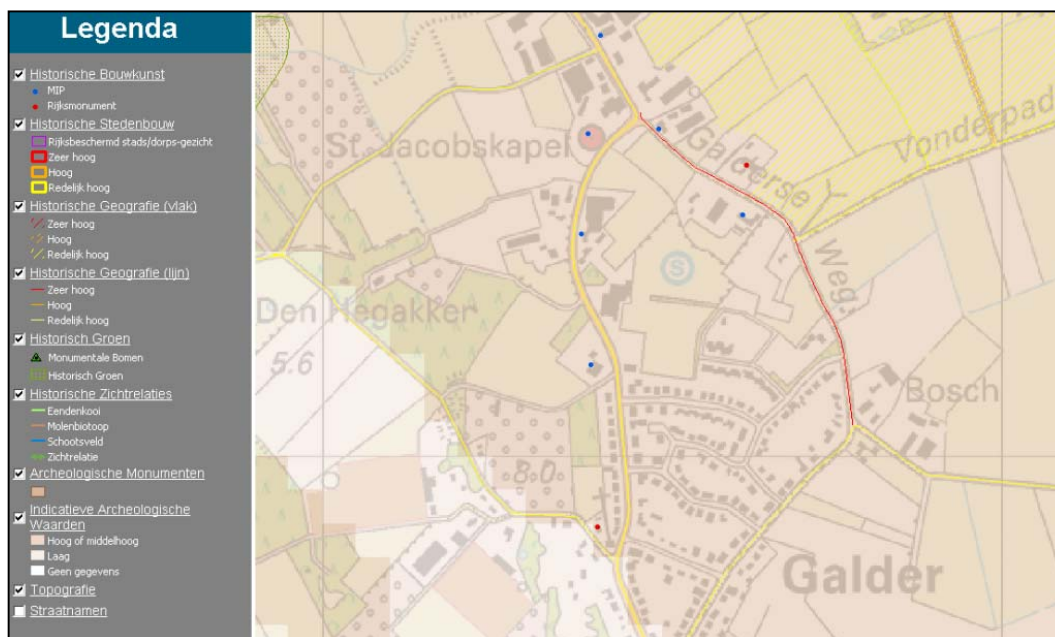 Legenda
Historische Bouwkunst
MIP
Rijksmonument
Historische Stedenbouw
Rijksbeschermd stads/dorps-gezicht
Zeer hoog
Hoog
Redelijk hoog
Historische Geografie (vlak)
Zeer hoog
Hoog
Redelijk hoog
Historische Geografie (lijn)
Zeer hoog
Hoog
Redelijk hoog
Historisch Groen
Monumentale Bomen
Historisch Groen
Historische Zichtrelaties
Eendenkooi
Molenbiotoop
Schootsveld
Zichtrelatie
Archeologische Monumenten
Indicatieve Archeologische
Waarden
Hoog of middelhoog
Laag
Geen gegevens
Topografie
Straatnamen
St. Jacobskapel
Galderse Weg
Vonderpad
S
Den Hegakker
5.6
Bosch
8.0
Galder